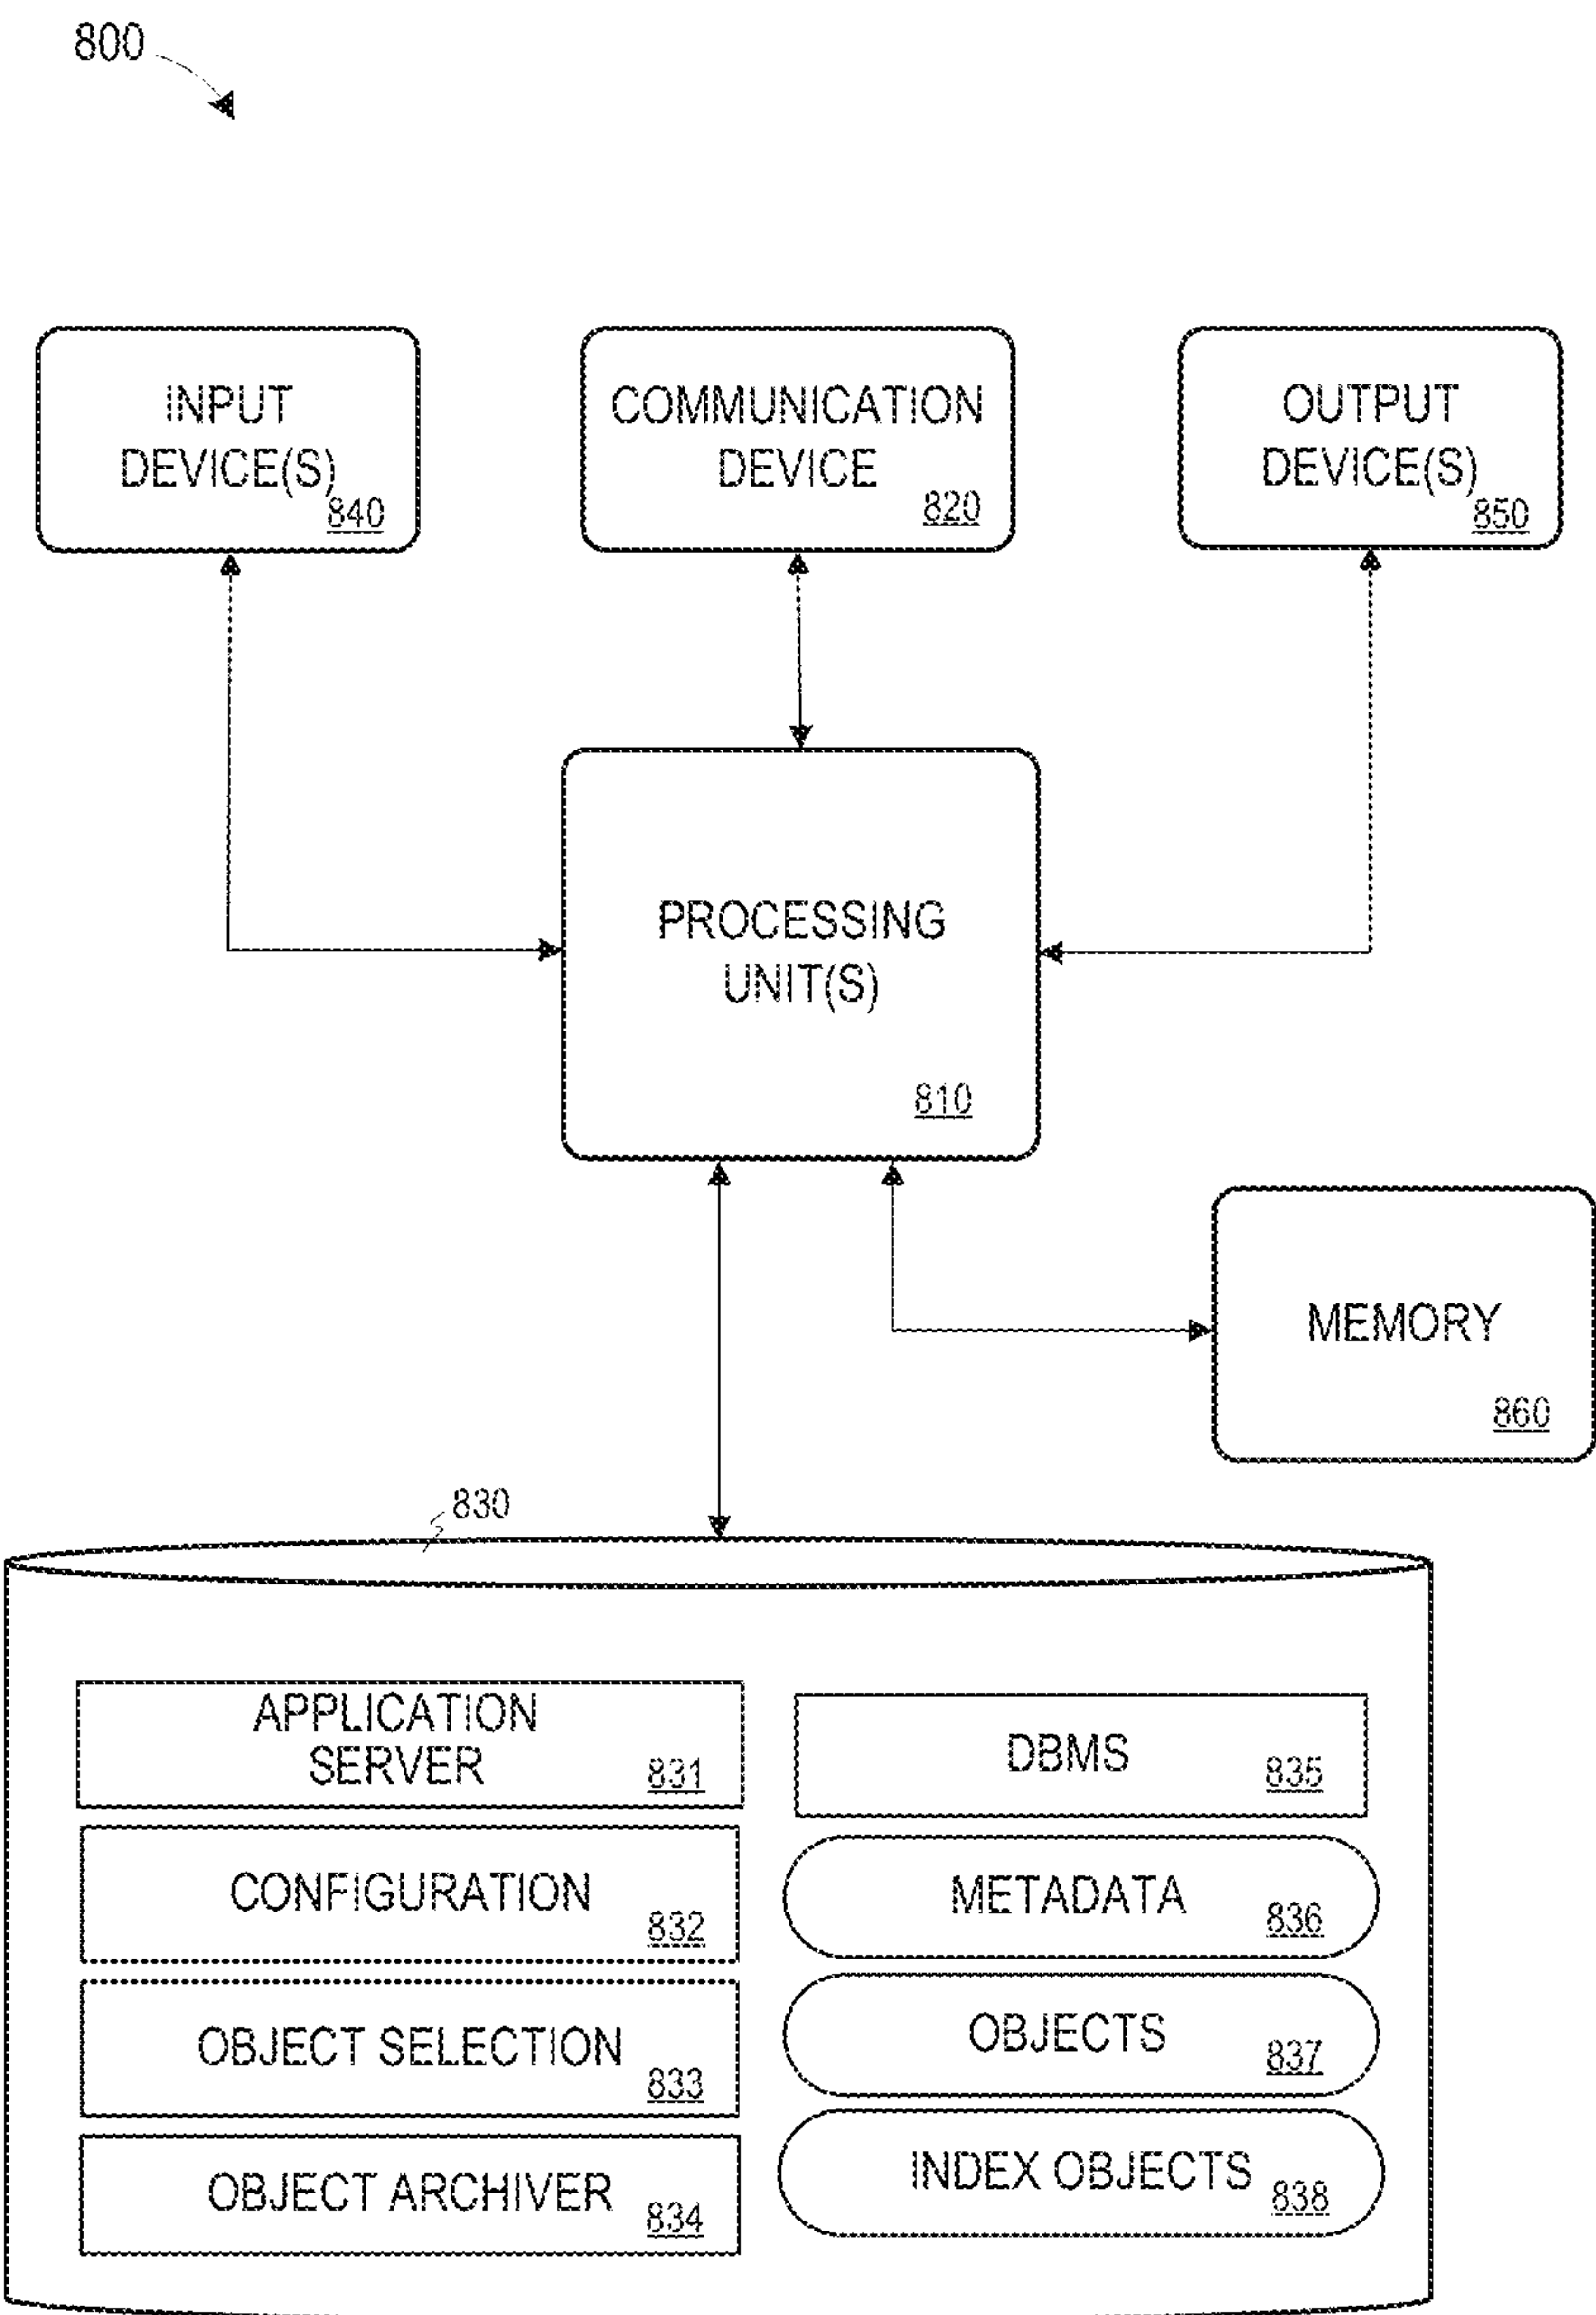 800
INPUT
DEVICE(S)
840
COMMUNICATION
DEVICE
820
OUTPUT
DEVICE(S)
850
PROCESSING
UNIT(S)
810
MEMORY
860
830
APPLICATION
SERVER
831
CONFIGURATION
832
OBJECT SELECTION
833
OBJECT ARCHIVER
834
DBMS
835
METADATA
836
OBJECTS
837
INDEX OBJECTS
838